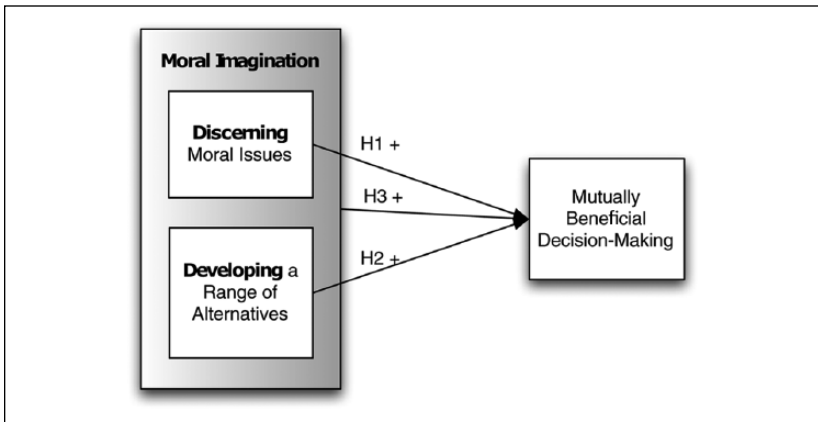 Moral Imagination
Discerning
Moral Issues
H1 +
H3 +
H2 +
Developing a
Range of
Alternatives
Mutually
Beneficial
Decision-Making